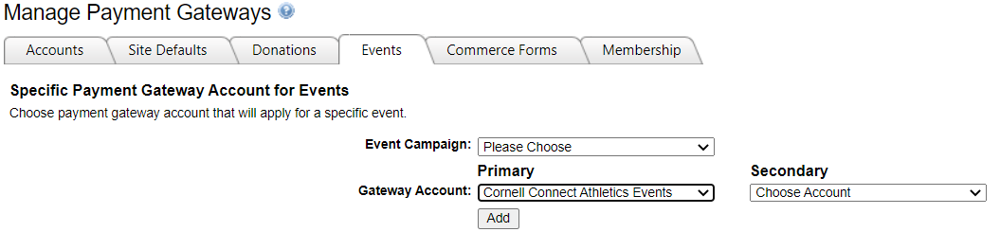 Manage Payment Gateways
Accounts Site Defaults Donations Events Commerce Forms Membership
Specific Payment Gateway Account for Events
Choose payment gateway account that will apply for a specific event.
Event Campaign: Please Choose
Primary Secondary
Gateway Account: Cornell Connect Athletics Events Choose Account
Add